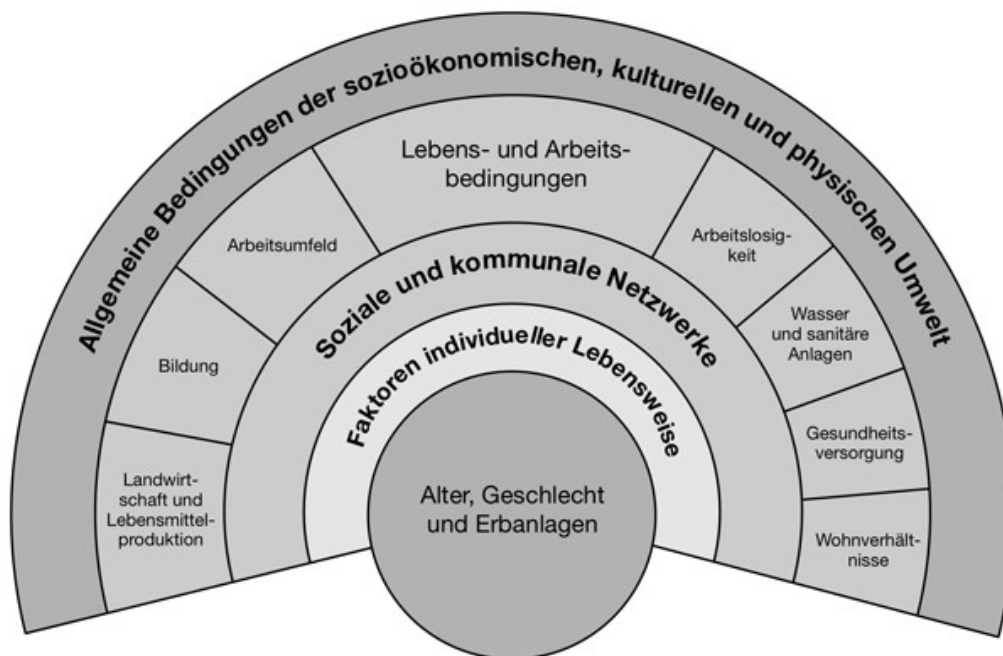 Allgemeine Bedingungen der sozioökonomischen, kulturellen und physischen Umwelt
Lebens- und Arbeits-
bedingungen
Arbeitsumfeld
Arbeitslosig-
keit
Bildung
Wasser
und sanitäre
Anlagen
Landwirt-
schaft und
Lebensmittel-
produktion
Gesundheits-
versorgung
Wohnverhält-
nisse
Soziale und kommunale Netzwerke
Faktoren individueller Lebensweise
Alter, Geschlecht
und Erbanlagen